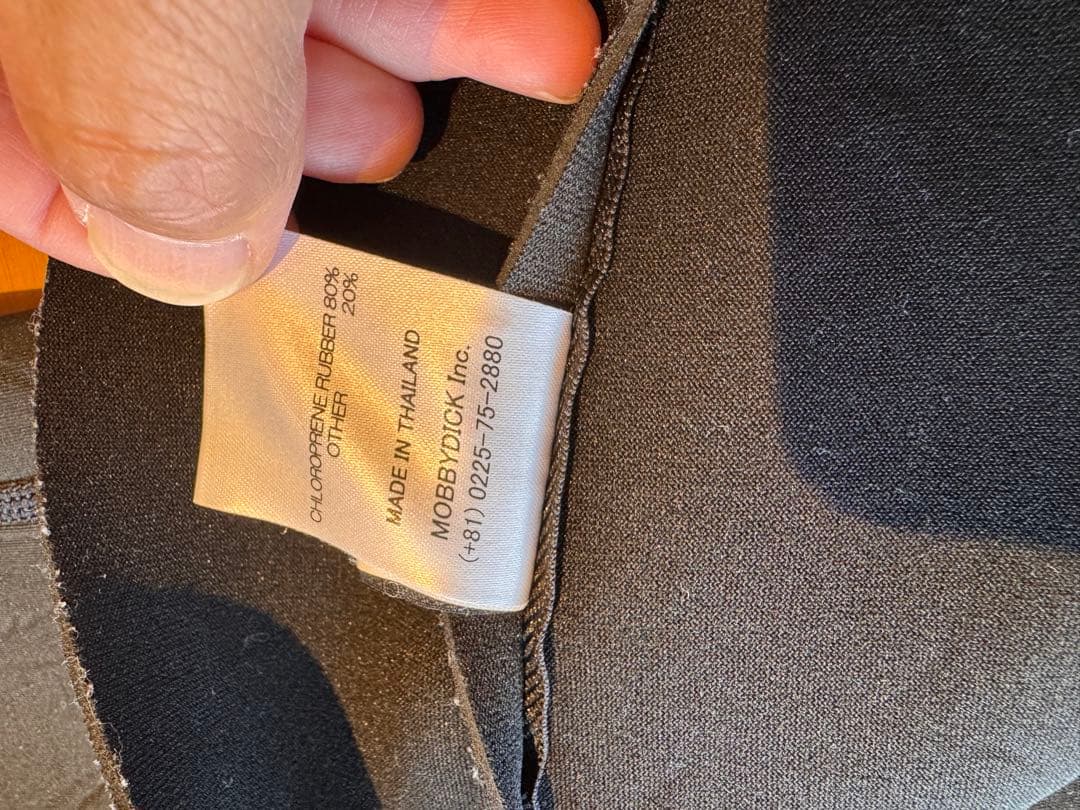 CHLOROPRENE RUBBER 80%
OTHER 20%
MADE IN THAILAND
MOBBYDICK Inc.
(+81) 0225-75-2880